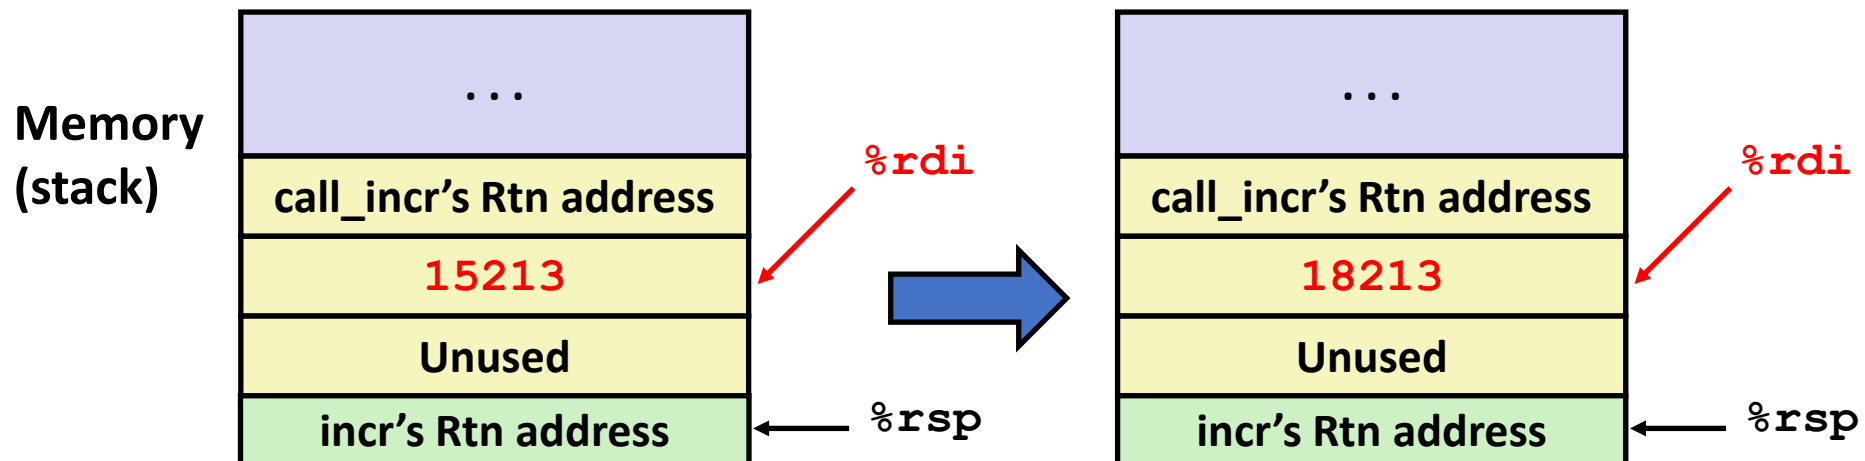 Memory
(stack)
...
call_incr’s Rtn address
15213
Unused
incr’s Rtn address
%rdi
%rsp
...
call_incr’s Rtn address
18213
Unused
incr’s Rtn address
%rdi
%rsp